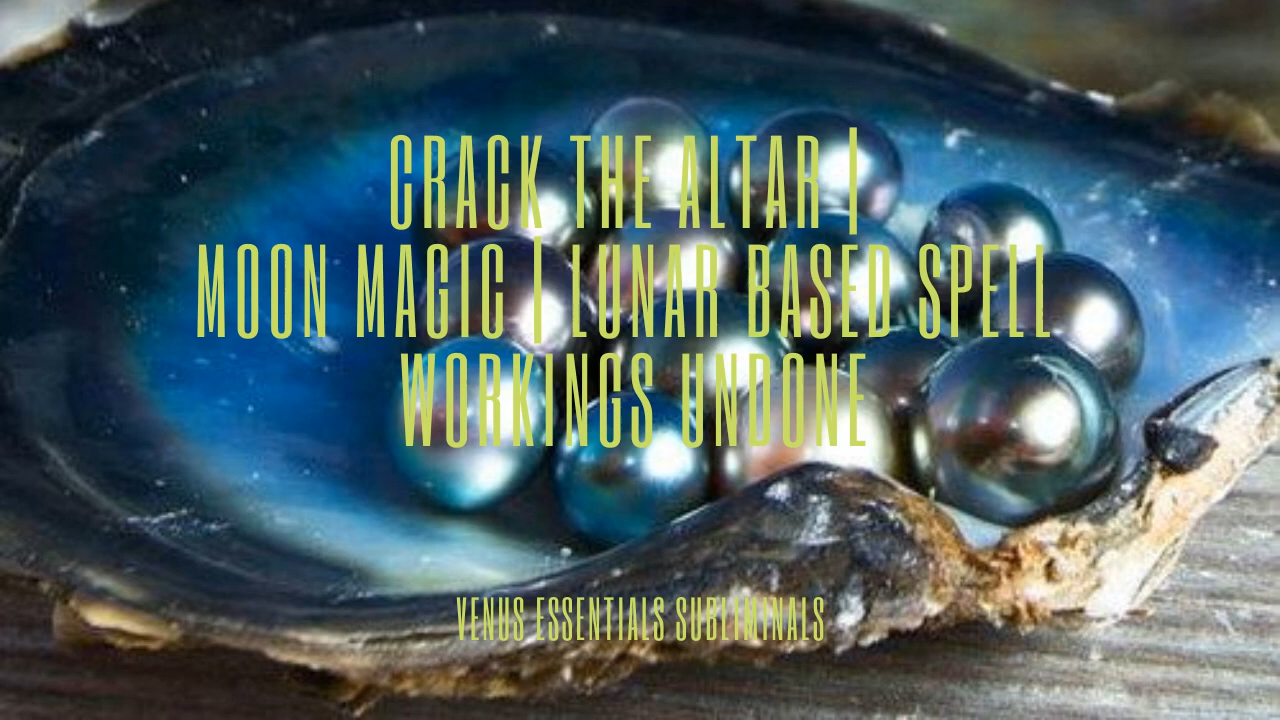 CRACK THE ALTAR |
MOON MAGIC | LUNAR BASED SPELL
WORKINGS UNDONE
VENUS ESSENTIALS SUBLIMINALS